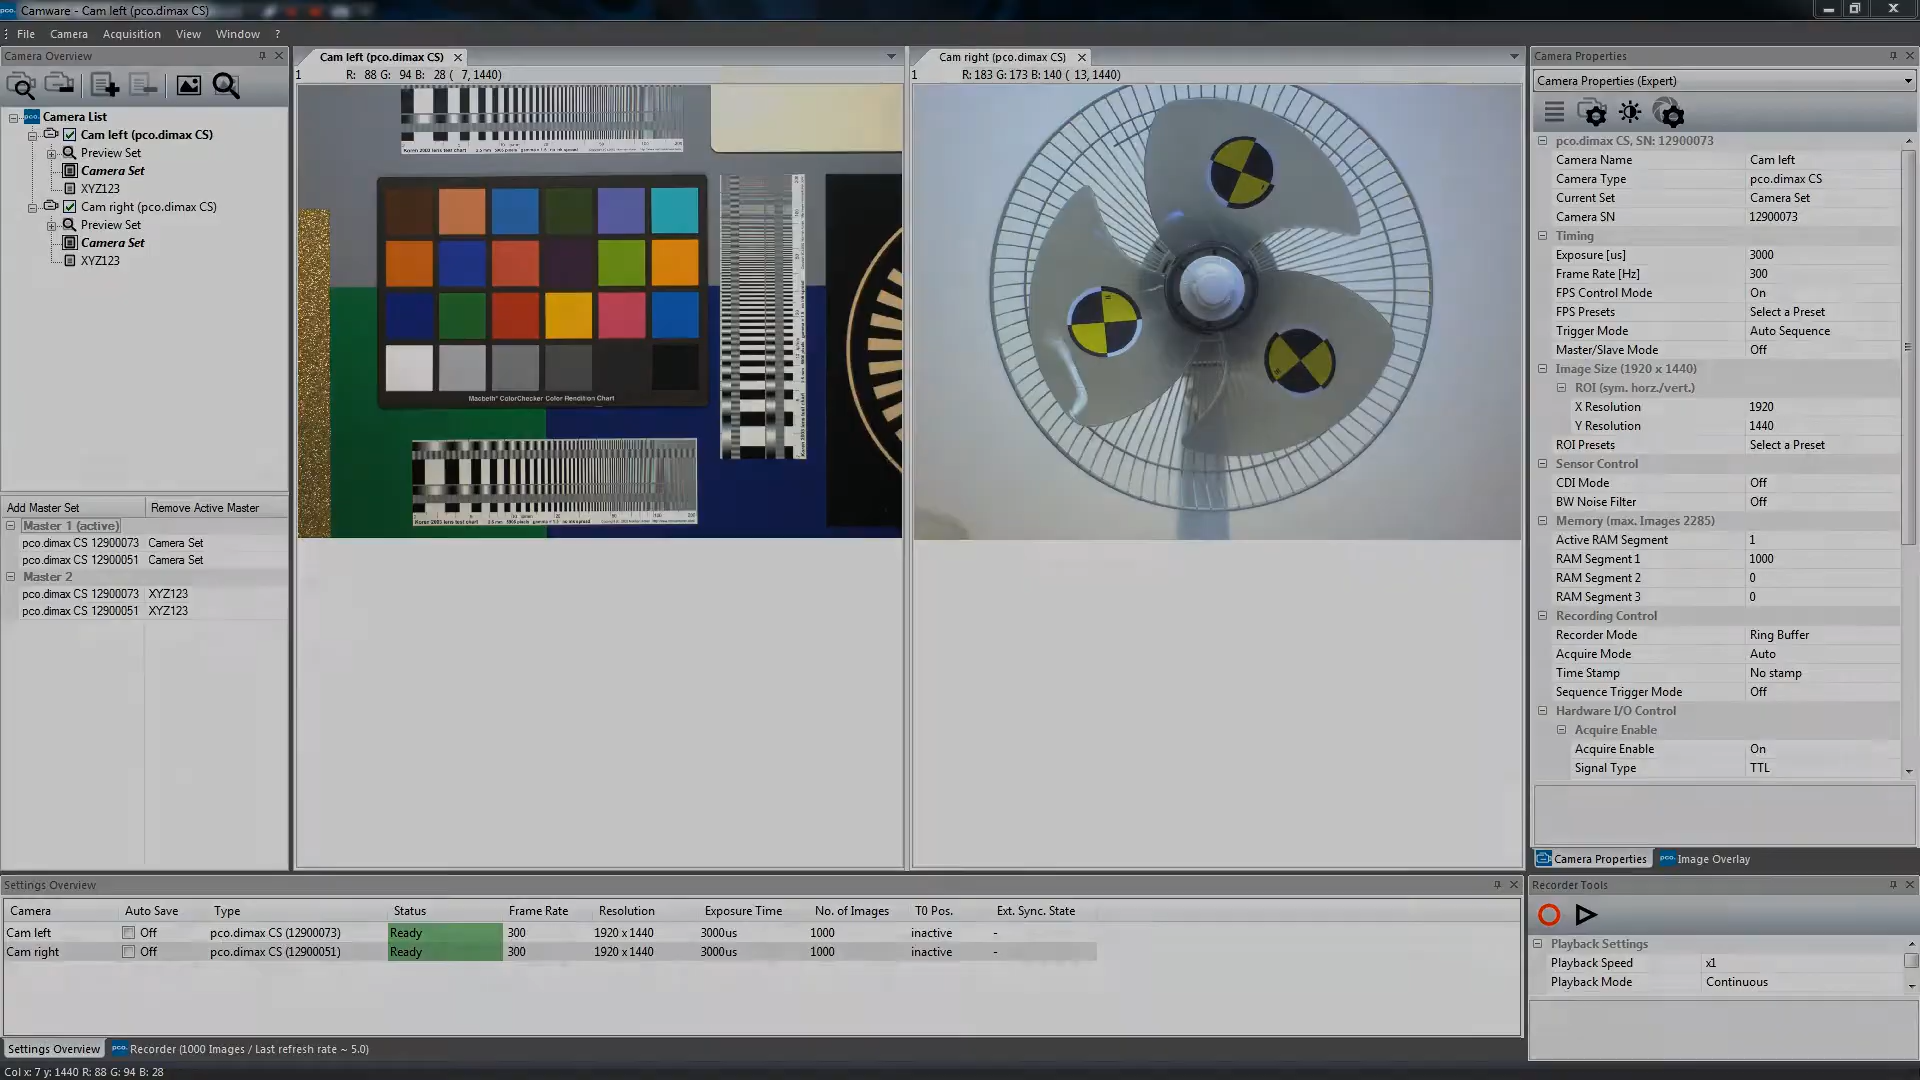 Camware - Cam left (pco.dimax CS)
File Camera Acquisition View Window ?
Camera Overview
Camera List
Cam left (pco.dimax CS)
Preview Set
Camera Set
XYZ123
Cam right (pco.dimax CS)
Preview Set
Camera Set
XYZ123
Add Master Set Remove Active Master
Master 1 (active)
pco.dimax CS 12900073 Camera Set
pco.dimax CS 12900051 Camera Set
Master 2
pco.dimax CS 12900073 XYZ123
pco.dimax CS 12900051 XYZ123
Cam left (pco.dimax CS)
1 R: 88 G: 94 B: 28 ( 7, 1440)
Koren 2003 lens test chart
Macbeth® ColorChecker Color Rendition Chart
Koren 2003 lens test chart
Cam right (pco.dimax CS)
1 R: 183 G: 173 B: 140 ( 13, 1440)
Camera Properties
Camera Properties (Expert)
pco.dimax CS, SN: 12900073
Camera Name Cam left
Camera Type pco.dimax CS
Current Set Camera Set
Camera SN 12900073
Timing
Exposure [us] 3000
Frame Rate [Hz] 300
FPS Control Mode On
FPS Presets Select a Preset
Trigger Mode Auto Sequence
Master/Slave Mode Off
Image Size (1920 x 1440)
ROI (sym. horz./vert.)
X Resolution 1920
Y Resolution 1440
ROI Presets Select a Preset
Sensor Control
CDI Mode Off
BW Noise Filter Off
Memory (max. Images 2285)
Active RAM Segment 1
RAM Segment 1 1000
RAM Segment 2 0
RAM Segment 3 0
Recording Control
Recorder Mode Ring Buffer
Acquire Mode Auto
Time Stamp No stamp
Sequence Trigger Mode Off
Hardware I/O Control
Acquire Enable
Acquire Enable On
Signal Type TTL
Camera Properties pco. Image Overlay
Settings Overview
Camera Auto Save Type Status Frame Rate Resolution Exposure Time No. of Images T0 Pos. Ext. Sync. State
Cam left Off pco.dimax CS (12900073) Ready 300 1920 x 1440 3000us 1000 inactive -
Cam right Off pco.dimax CS (12900051) Ready 300 1920 x 1440 3000us 1000 inactive -
Settings Overview pco. Recorder (1000 Images / Last refresh rate ~ 5.0)
Recorder Tools
Playback Settings
Playback Speed x1
Playback Mode Continuous
Col x: 7 y: 1440 R: 88 G: 94 B: 28